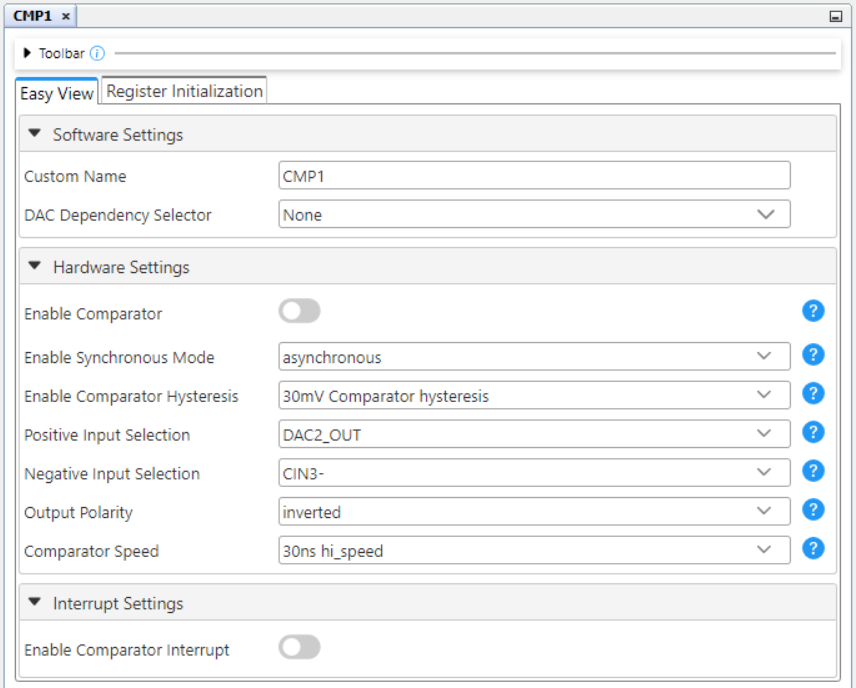 CMP1 ×
Toolbar i
Easy View Register Initialization
Software Settings
Custom Name CMP1
DAC Dependency Selector None
Hardware Settings
Enable Comparator ?
Enable Synchronous Mode asynchronous ?
Enable Comparator Hysteresis 30mV Comparator hysteresis ?
Positive Input Selection DAC2_OUT ?
Negative Input Selection CIN3- ?
Output Polarity inverted ?
Comparator Speed 30ns hi_speed ?
Interrupt Settings
Enable Comparator Interrupt